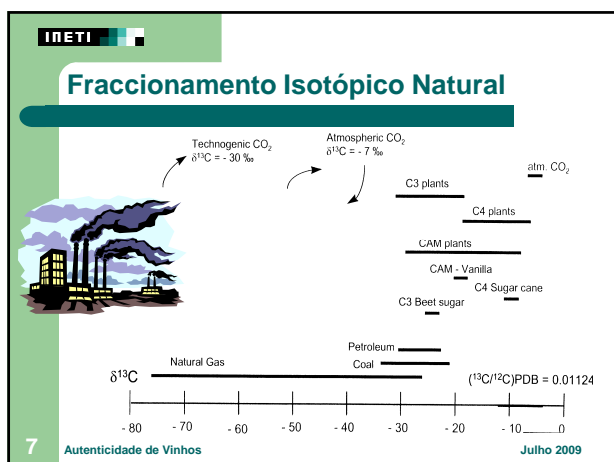 INETI
Fraccionamento Isotópico Natural
Technogenic CO₂
δ¹³C = - 30 ‰
Atmospheric CO₂
δ¹³C = - 7 ‰
atm. CO₂
C3 plants
C4 plants
CAM plants
CAM - Vanilla
C4 Sugar cane
C3 Beet sugar
Petroleum
Coal
Natural Gas
δ¹³C
(¹³C/¹²C)PDB = 0.01124
- 80 - 70 - 60 - 50 - 40 - 30 - 20 - 10 0
7 Autenticidade de Vinhos Julho 2009